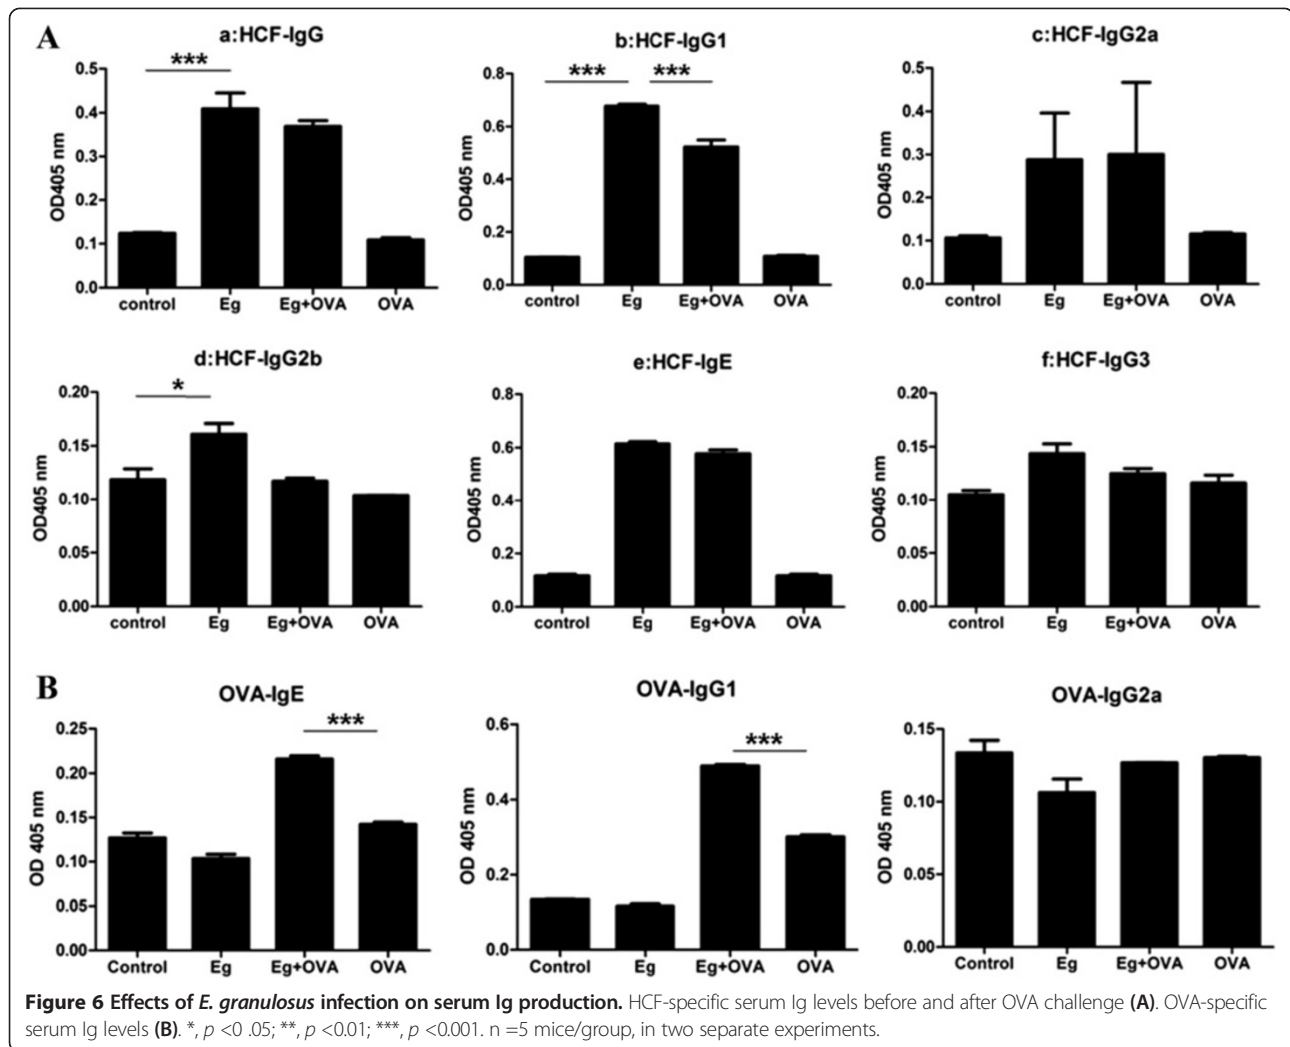 A
a:HCF-IgG
***
OD405 nm
0.5
0.4
0.3
0.2
0.1
0.0
control Eg Eg+OVA OVA
b:HCF-IgG1
*** ***
OD405 nm
0.8
0.6
0.4
0.2
0.0
control Eg Eg+OVA OVA
c:HCF-IgG2a
OD405 nm
0.5
0.4
0.3
0.2
0.1
0.0
control Eg Eg+OVA OVA
d:HCF-IgG2b
*
OD405 nm
0.20
0.15
0.10
0.05
0.00
control Eg Eg+OVA OVA
e:HCF-IgE
OD405 nm
0.8
0.6
0.4
0.2
0.0
control Eg Eg+OVA OVA
f:HCF-IgG3
OD405 nm
0.20
0.15
0.10
0.05
0.00
control Eg Eg+OVA OVA
B
OVA-IgE
***
OD 405 nm
0.25
0.20
0.15
0.10
0.05
0.00
Control Eg Eg+OVA OVA
OVA-IgG1
***
OD 405 nm
0.6
0.4
0.2
0.0
Control Eg Eg+OVA OVA
OVA-IgG2a
OD 405 nm
0.15
0.10
0.05
0.00
Control Eg Eg+OVA OVA
Figure 6 Effects of E. granulosus infection on serum Ig production. HCF-specific serum Ig levels before and after OVA challenge (A). OVA-specific
serum Ig levels (B). *, p <0 .05; **, p <0.01; ***, p <0.001. n =5 mice/group, in two separate experiments.